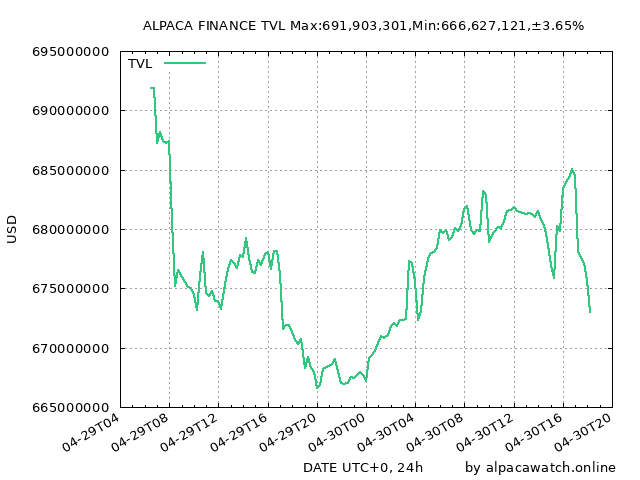 ALPACA FINANCE TVL Max:691,903,301,Min:666,627,121,±3.65%
695000000
TVL
690000000
685000000
680000000
675000000
670000000
665000000
USD
04-29T04
04-29T08
04-29T12
04-29T16
04-29T20
04-30T00
04-30T04
04-30T08
04-30T12
04-30T16
04-30T20
DATE UTC+0, 24h
by alpacawatch.online